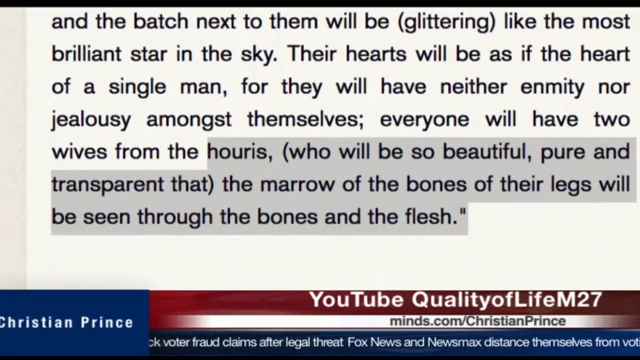 and the batch next to them will be (glittering) like the most
brilliant star in the sky. Their hearts will be as if the heart
of a single man, for they will have neither enmity nor
jealousy amongst themselves; everyone will have two
wives from the houris, (who will be so beautiful, pure and
transparent that) the marrow of the bones of their legs will
be seen through the bones and the flesh."
YouTube QualityofLifeM27
Christian Prince
minds.com/ChristianPrince
ck voter fraud claims after legal threat Fox News and Newsmax distance themselves from vot